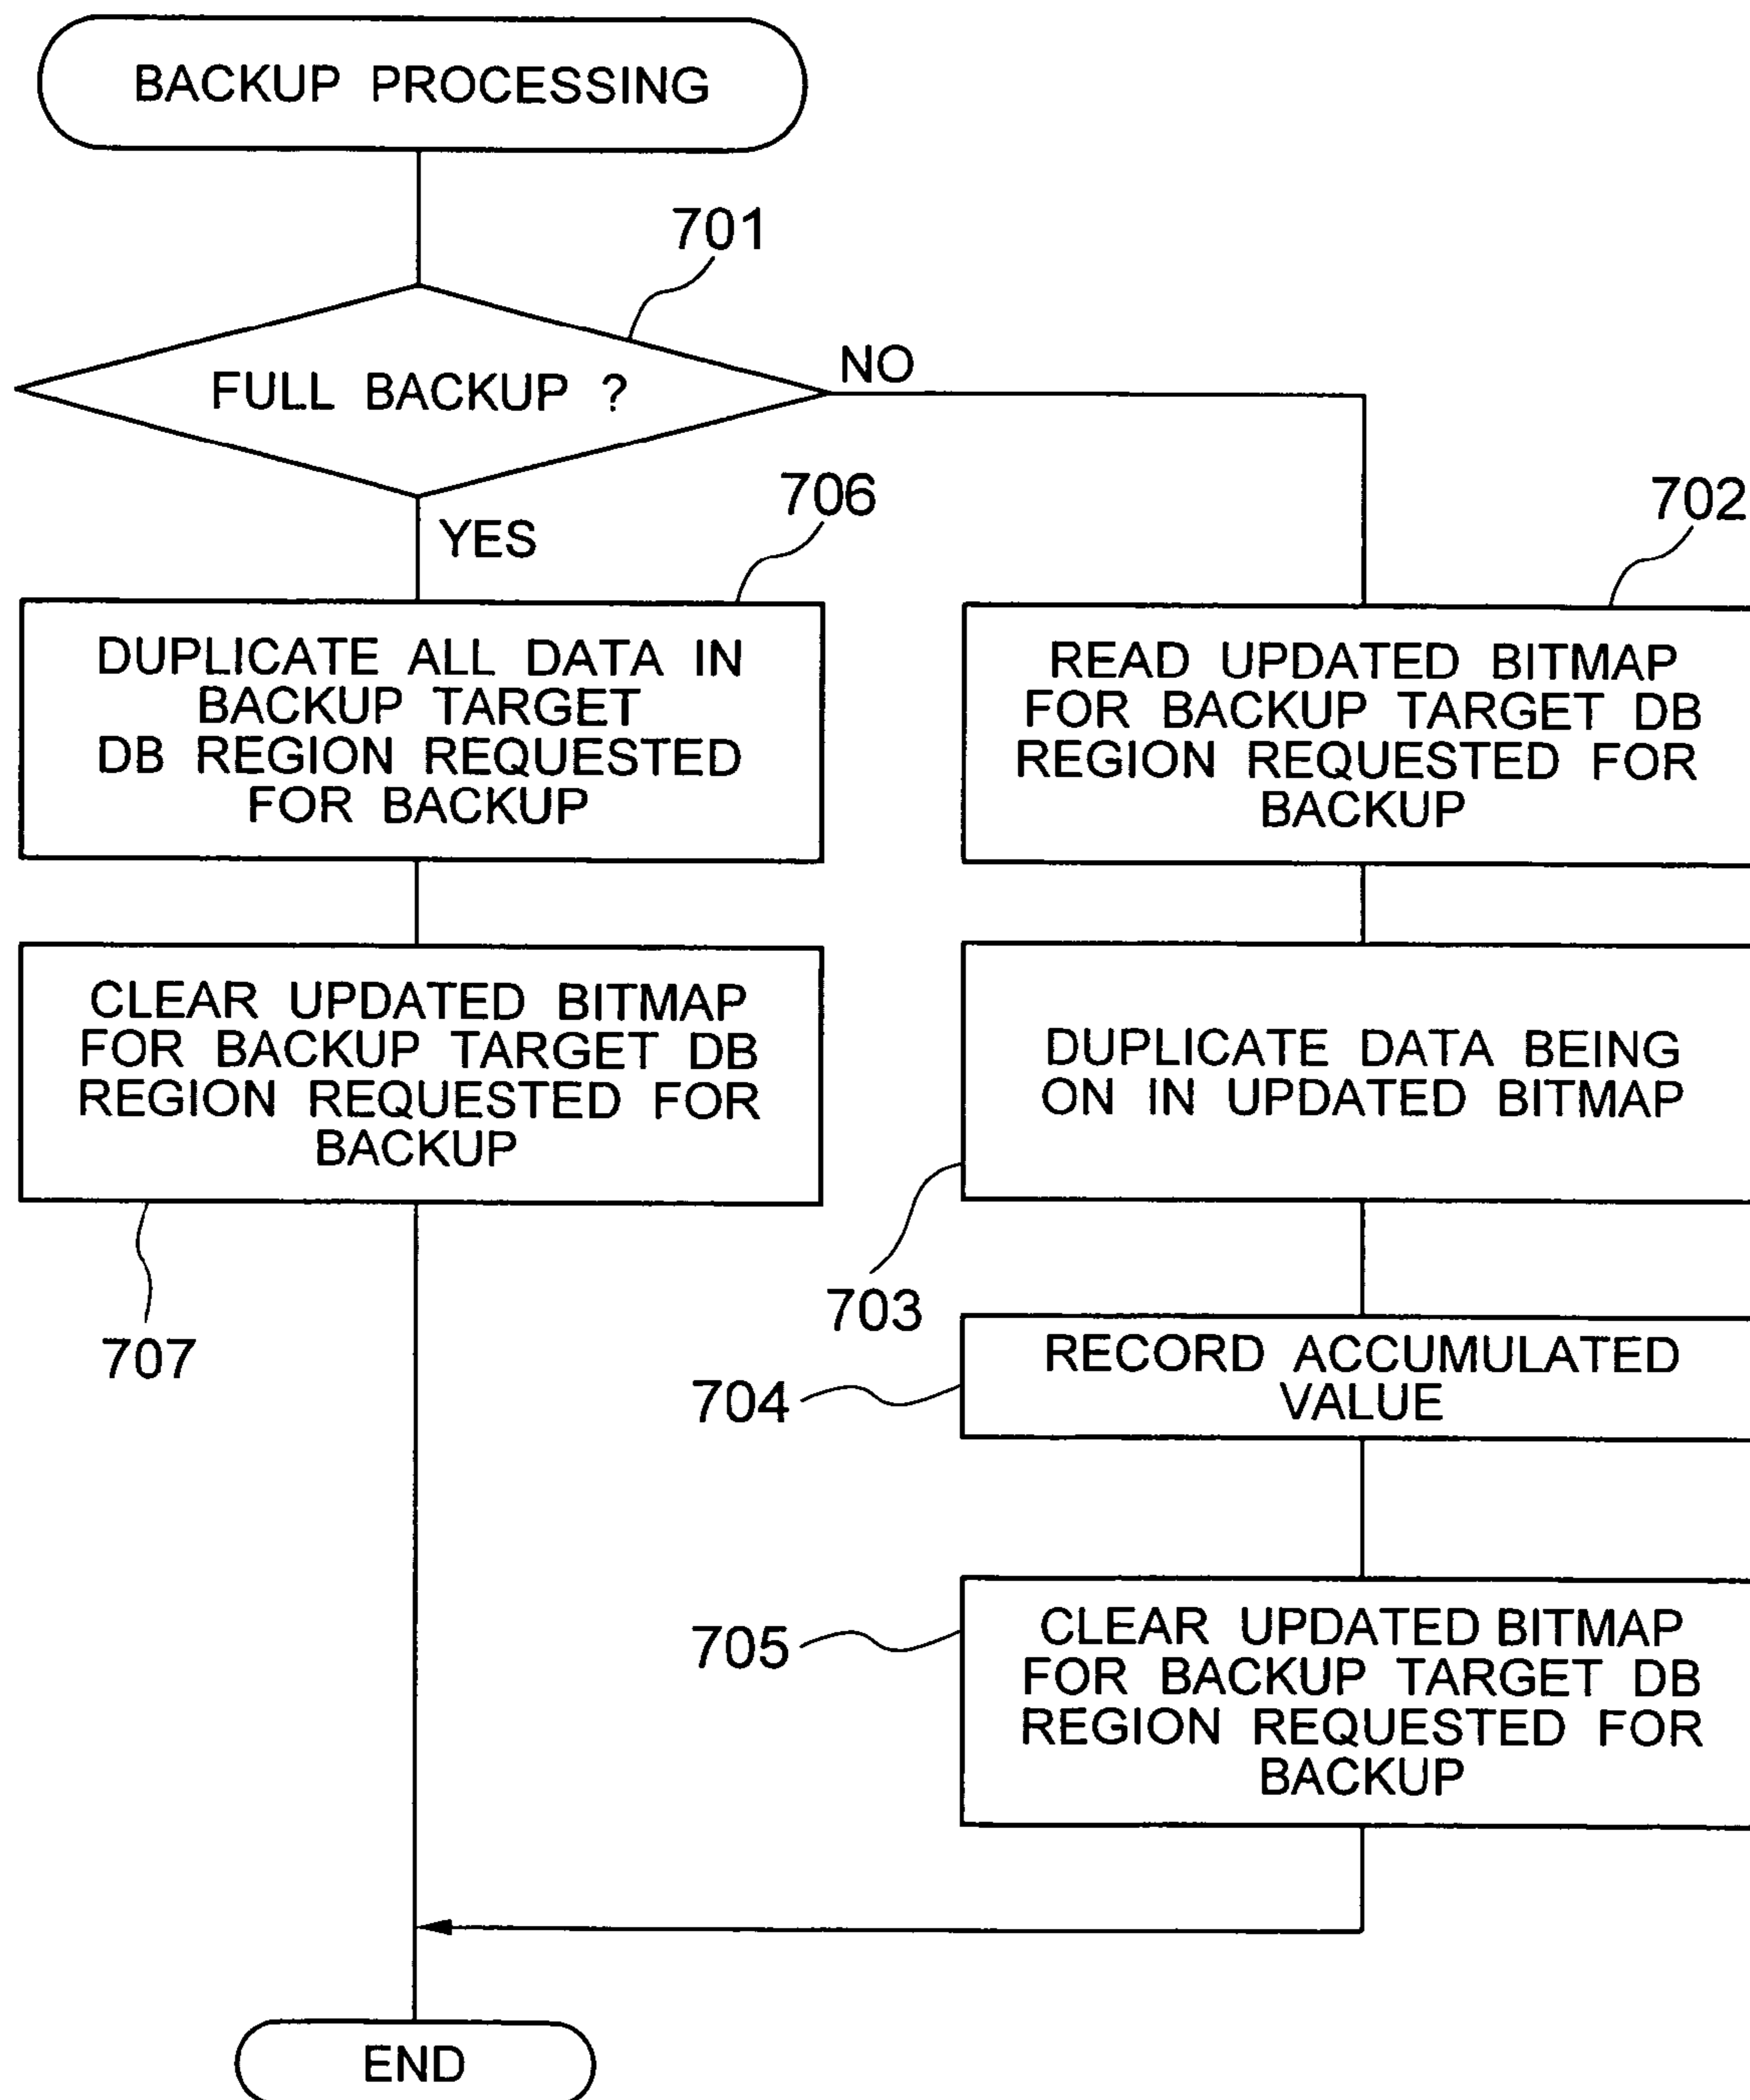 BACKUP PROCESSING
701
FULL BACKUP ?
NO
YES
706
DUPLICATE ALL DATA IN
BACKUP TARGET
DB REGION REQUESTED
FOR BACKUP
CLEAR UPDATED BITMAP
FOR BACKUP TARGET DB
REGION REQUESTED FOR
BACKUP
707
702
READ UPDATED BITMAP
FOR BACKUP TARGET DB
REGION REQUESTED FOR
BACKUP
DUPLICATE DATA BEING
ON IN UPDATED BITMAP
703
RECORD ACCUMULATED
VALUE
704
CLEAR UPDATED BITMAP
FOR BACKUP TARGET DB
REGION REQUESTED FOR
BACKUP
705
END